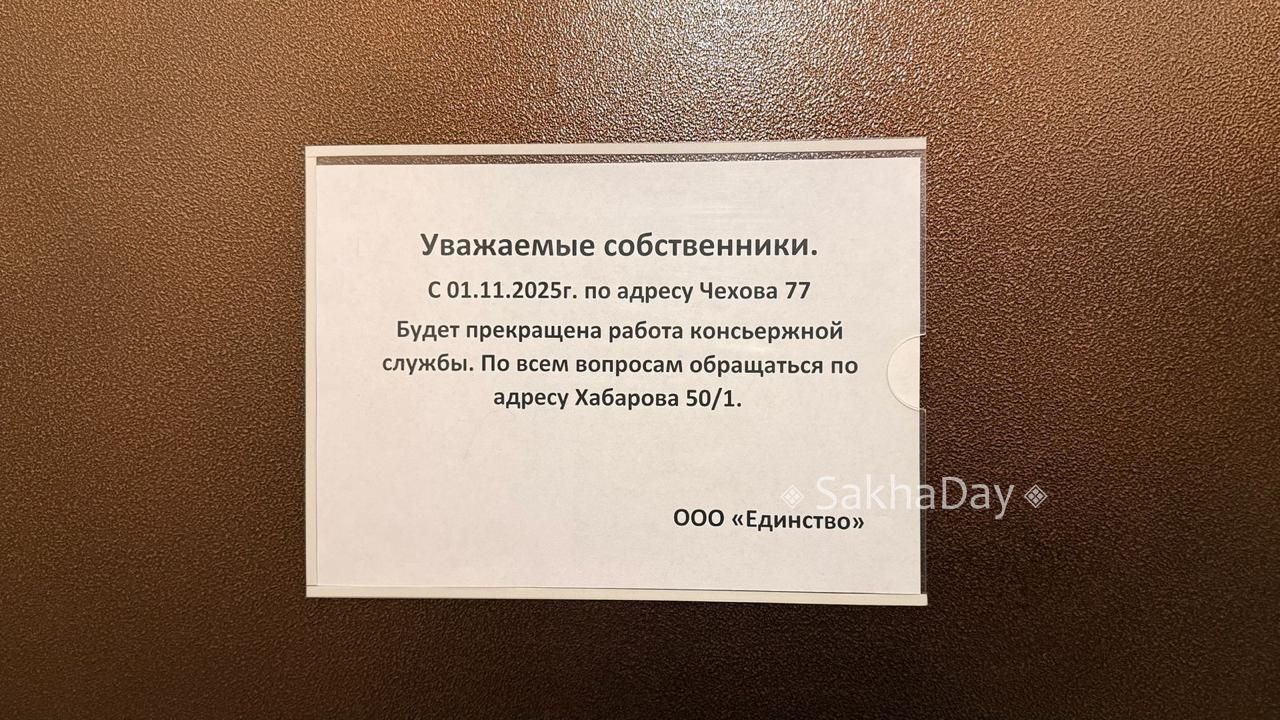 Уважаемые собственники.
С 01.11.2025г. по адресу Чехова 77
Будет прекращена работа консьержной
службы. По всем вопросам обращаться по
адресу Хабарова 50/1.
SakhaDay
ООО «Единство»